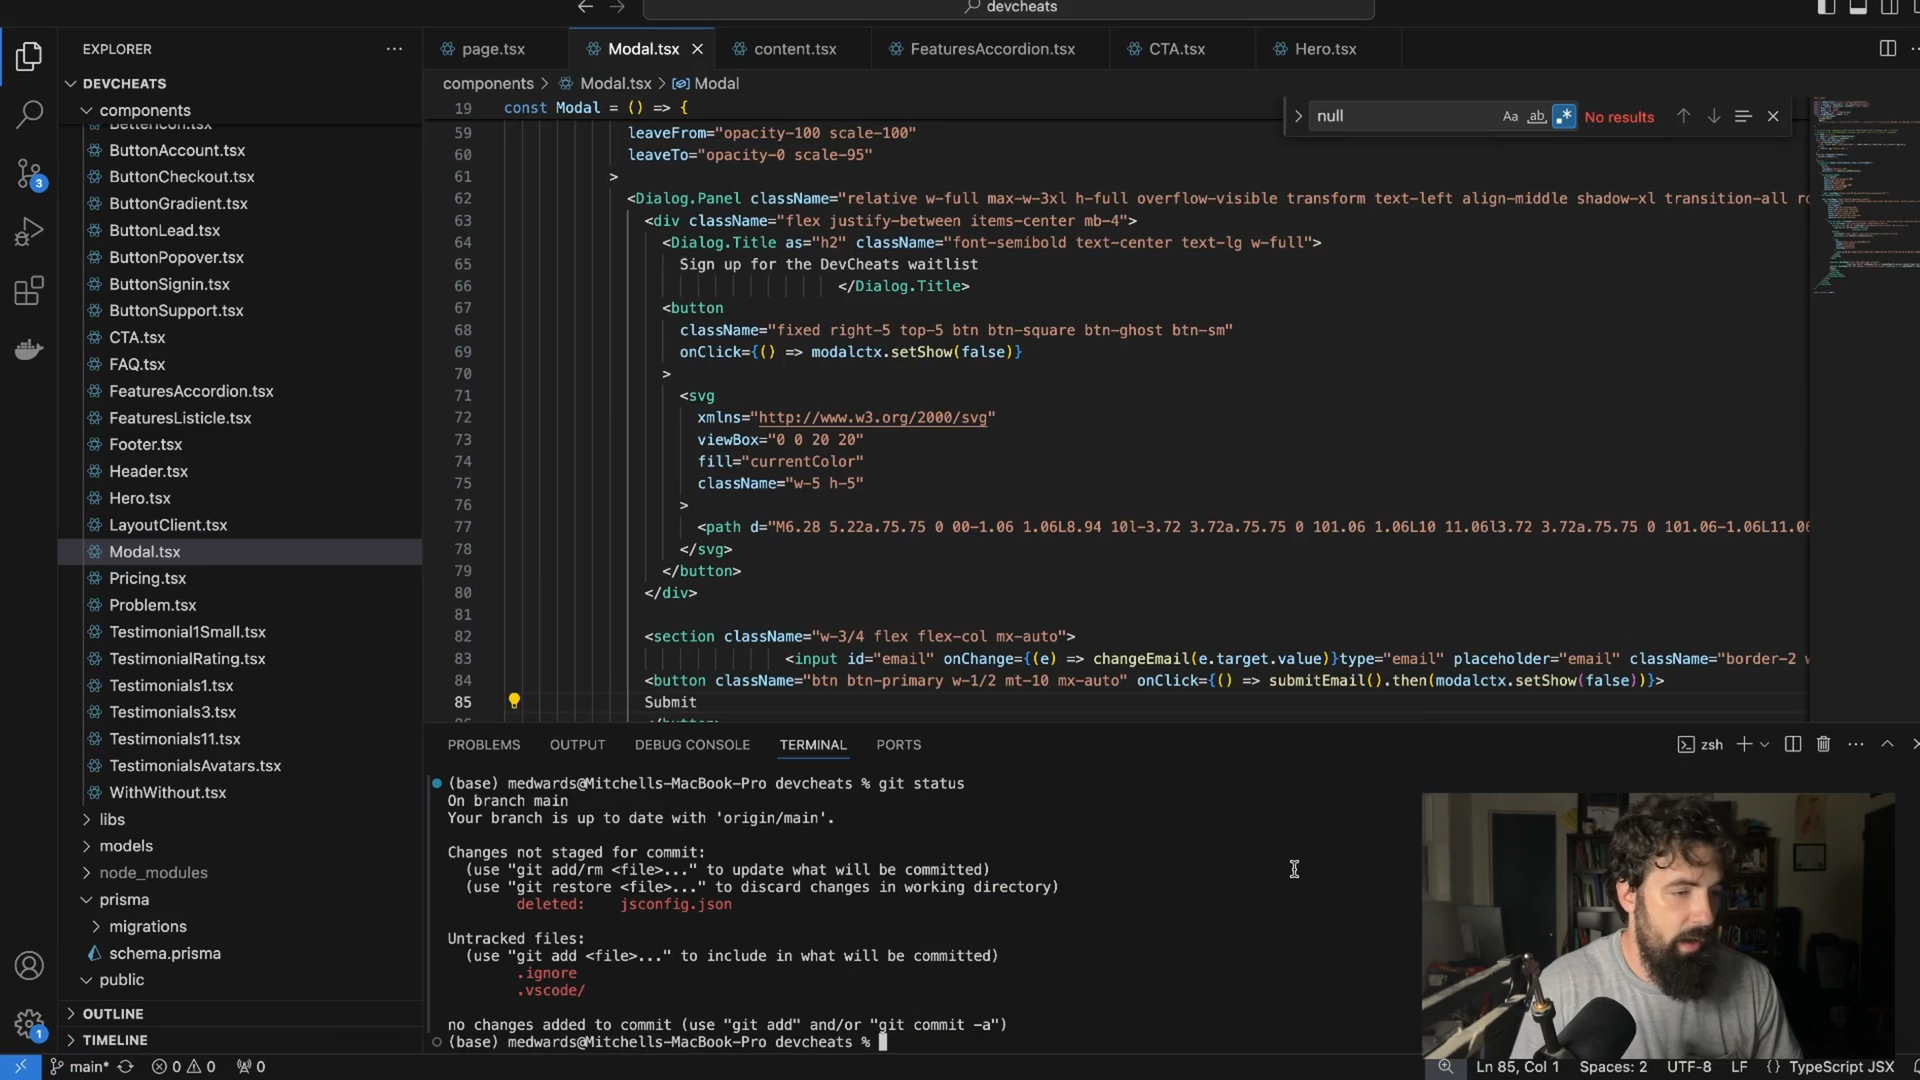 devcheats
EXPLORER
page.tsx
Modal.tsx
content.tsx
FeaturesAccordion.tsx
CTA.tsx
Hero.tsx
DEVCHEATS
components > Modal.tsx > Modal
components
19 const Modal = () => {
null
Aa
ab
No results
BetterIcon.tsx
ButtonAccount.tsx
ButtonCheckout.tsx
ButtonGradient.tsx
ButtonLead.tsx
ButtonPopover.tsx
ButtonSignin.tsx
ButtonSupport.tsx
CTA.tsx
FAQ.tsx
FeaturesAccordion.tsx
FeaturesListicle.tsx
Footer.tsx
Header.tsx
Hero.tsx
LayoutClient.tsx
Modal.tsx
Pricing.tsx
Problem.tsx
Testimonial1Small.tsx
TestimonialRating.tsx
Testimonials1.tsx
Testimonials3.tsx
Testimonials11.tsx
TestimonialsAvatars.tsx
WithWithout.tsx
libs
models
node_modules
prisma
migrations
schema.prisma
public
OUTLINE
TIMELINE
3
1
59 leaveFrom="opacity-100 scale-100"
60 leaveTo="opacity-0 scale-95"
61 >
62 <Dialog.Panel className="relative w-full max-w-3xl h-full overflow-visible transform text-left align-middle shadow-xl transition-all ro
63 <div className="flex justify-between items-center mb-4">
64 <Dialog.Title as="h2" className="font-semibold text-center text-lg w-full">
65 Sign up for the DevCheats waitlist
66 </Dialog.Title>
67 <button
68 className="fixed right-5 top-5 btn btn-square btn-ghost btn-sm"
69 onClick={() => modalctx.setShow(false)}
70 >
71 <svg
72 xmlns="http://www.w3.org/2000/svg"
73 viewBox="0 0 20 20"
74 fill="currentColor"
75 className="w-5 h-5"
76 >
77 <path d="M6.28 5.22a.75.75 0 00-1.06 1.06L8.94 10l-3.72 3.72a.75.75 0 101.06 1.06L10 11.06l3.72 3.72a.75.75 0 101.06-1.06L11.06
78 </svg>
79 </button>
80 </div>
81
82 <section className="w-3/4 flex flex-col mx-auto">
83 <input id="email" onChange={(e) => changeEmail(e.target.value)}type="email" placeholder="email" className="border-2 w
84 <button className="btn btn-primary w-1/2 mt-10 mx-auto" onClick={() => submitEmail().then(modalctx.setShow(false))}>
85 Submit
86 </button>
PROBLEMS
OUTPUT
DEBUG CONSOLE
TERMINAL
PORTS
zsh
(base) medwards@Mitchells-MacBook-Pro devcheats % git status
On branch main
Your branch is up to date with 'origin/main'.
Changes not staged for commit:
(use "git add/rm <file>..." to update what will be committed)
(use "git restore <file>..." to discard changes in working directory)
deleted: jsconfig.json
Untracked files:
(use "git add <file>..." to include in what will be committed)
.ignore
.vscode/
no changes added to commit (use "git add" and/or "git commit -a")
(base) medwards@Mitchells-MacBook-Pro devcheats %
main*
0
0
0
Ln 85, Col 1
Spaces: 2
UTF-8
LF
{} TypeScript JSX